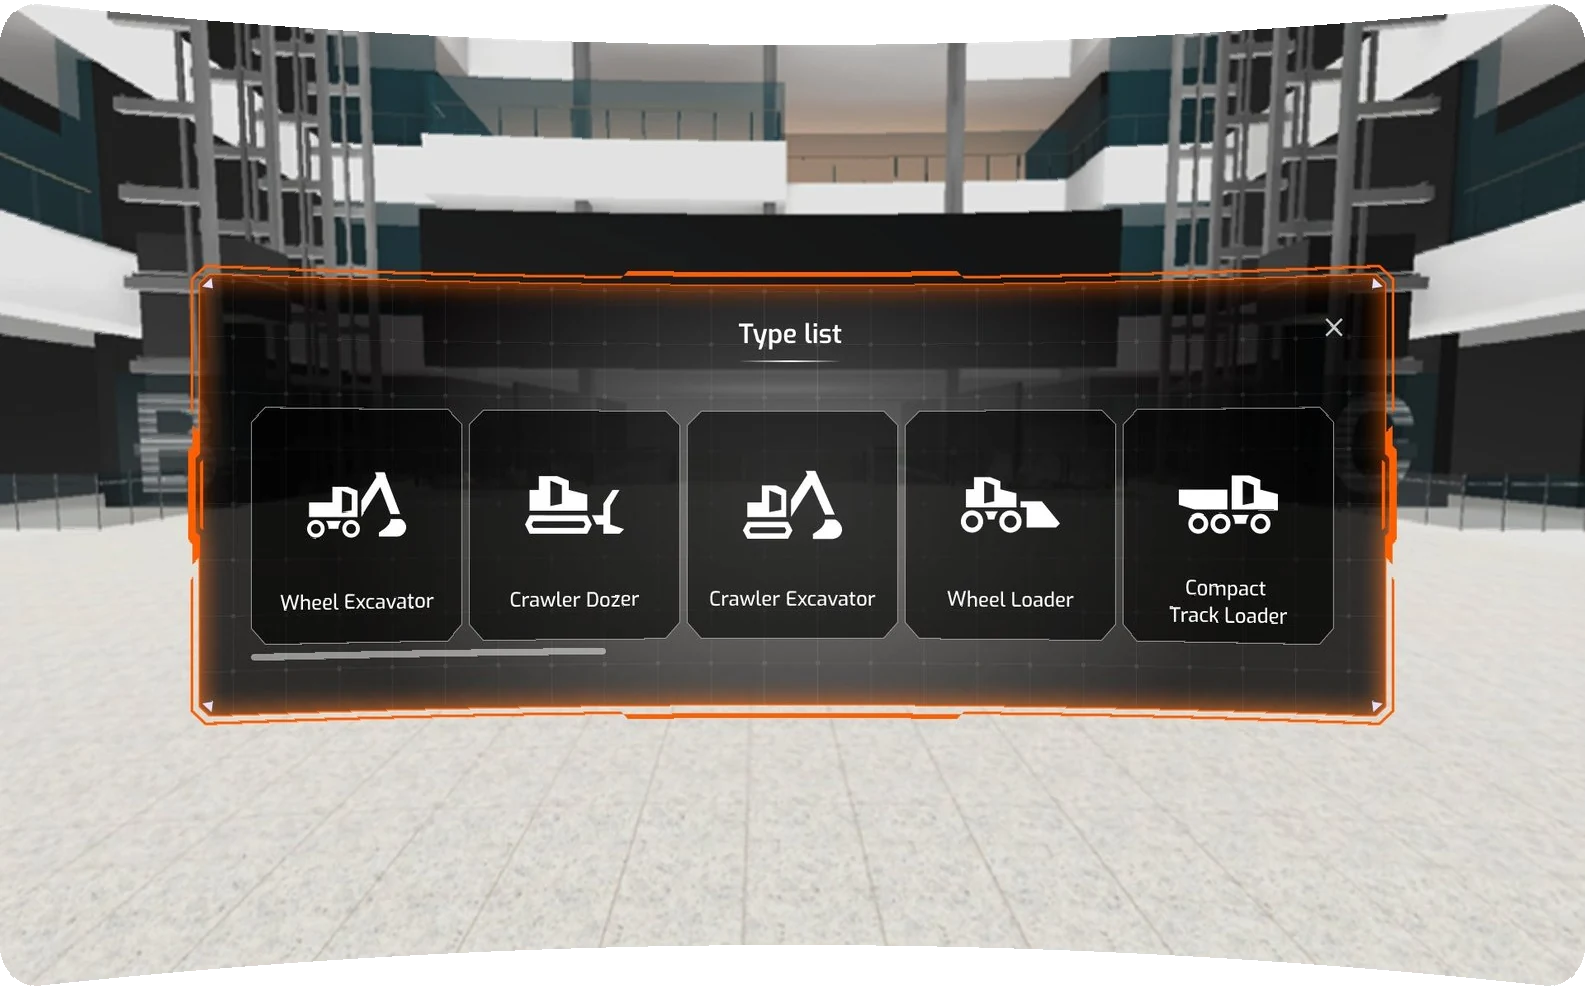 Type list
Wheel Excavator
Crawler Dozer
Crawler Excavator
Wheel Loader
Compact
Track Loader